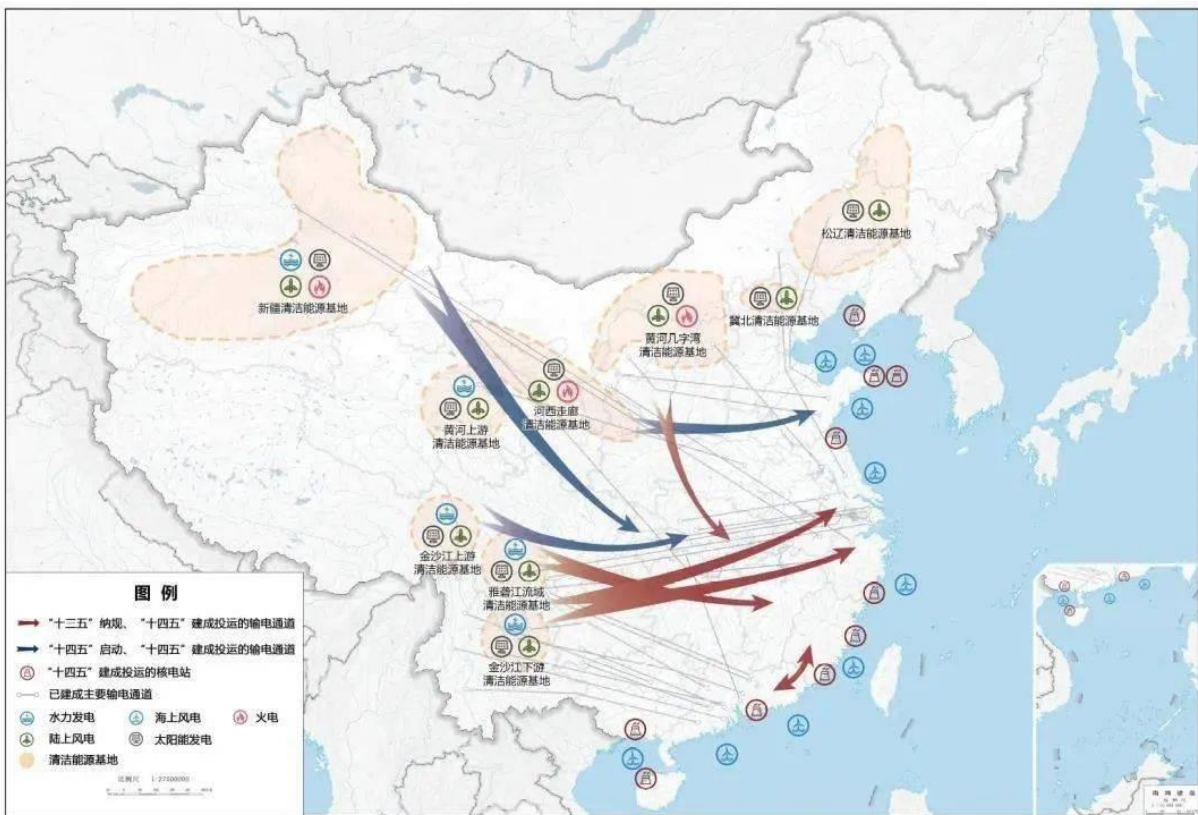 松辽清洁能源基地
新疆清洁能源基地
冀北清洁能源基地
黄河几字湾
清洁能源基地
河西走廊
清洁能源基地
黄河上游
清洁能源基地
金沙江上游
清洁能源基地
雅砻江流域
清洁能源基地
金沙江下游
清洁能源基地
图 例
“十三五”纳规、“十四五”建成投运的输电通道
“十四五”启动、“十四五”建成投运的输电通道
“十四五”建成投运的核电站
已建成主要输电通道
水力发电 海上风电 火电
陆上风电 太阳能发电
清洁能源基地
比例尺
南海诸岛